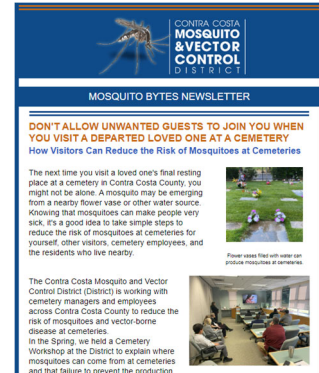 CONTRA COSTA
MOSQUITO
&VECTOR
CONTROL
DISTRICT
MOSQUITO BYTES NEWSLETTER
DON'T ALLOW UNWANTED GUESTS TO JOIN YOU WHEN
YOU VISIT A DEPARTED LOVED ONE AT A CEMETERY
How Visitors Can Reduce the Risk of Mosquitoes at Cemeteries
The next time you visit a loved one's final resting
place at a cemetery in Contra Costa County, you
might not be alone. A mosquito may be emerging
from a nearby flower vase or other water source.
Knowing that mosquitoes can make people very
sick, it's a good idea to take simple steps to
reduce the risk of mosquitoes at cemeteries for
yourself, other visitors, cemetery employees, and
the residents who live nearby.
Flower vases filled with water can
produce mosquitoes at cemeteries.
The Contra Costa Mosquito and Vector
Control District (District) is working with
cemetery managers and employees
across Contra Costa County to reduce the
risk of mosquitoes and vector-borne
disease at cemeteries.
In the Spring, we held a Cemetery
Workshop at the District to explain where
mosquitoes can come from at cemeteries
and that failure to prevent the production